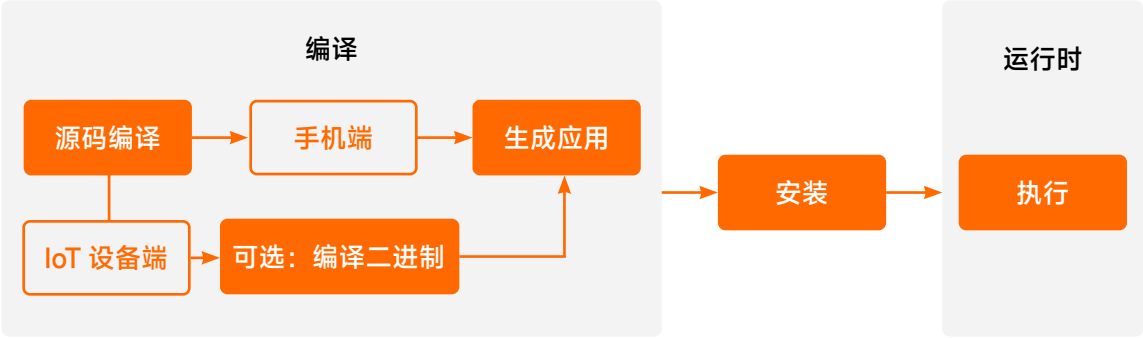 编译
运行时
源码编译
手机端
生成应用
安装
执行
IoT 设备端
可选：编译二进制